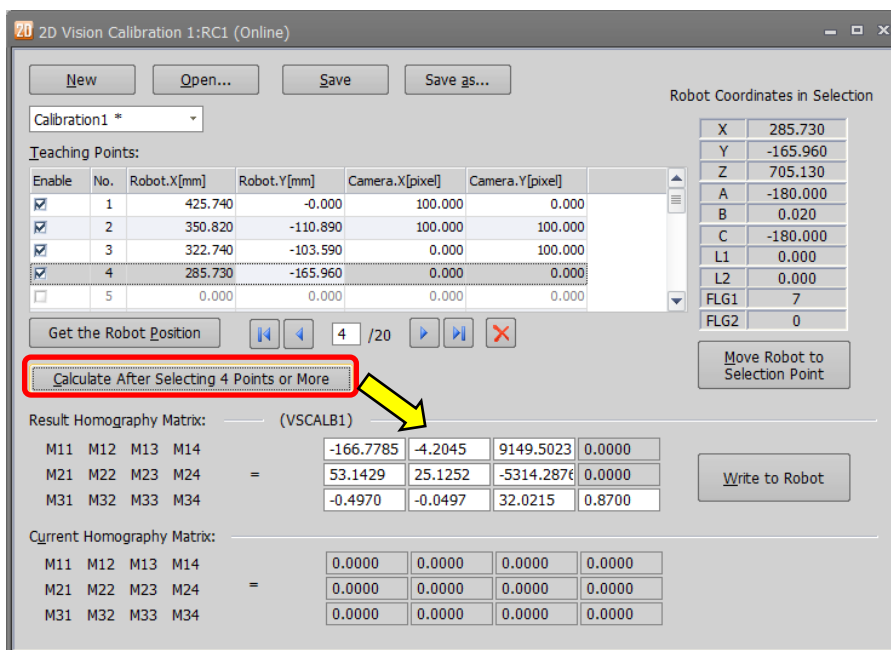 2D 2D Vision Calibration 1:RC1 (Online)
New Open... Save Save as...
Calibration1 *
Teaching Points:
Enable No. Robot.X[mm] Robot.Y[mm] Camera.X[pixel] Camera.Y[pixel]
1 425.740 -0.000 100.000 0.000
2 350.820 -110.890 100.000 100.000
3 322.740 -103.590 0.000 100.000
4 285.730 -165.960 0.000 0.000
5 0.000 0.000 0.000 0.000
Get the Robot Position 4 /20
Calculate After Selecting 4 Points or More
Robot Coordinates in Selection
X 285.730
Y -165.960
Z 705.130
A -180.000
B 0.020
C -180.000
L1 0.000
L2 0.000
FLG1 7
FLG2 0
Move Robot to
Selection Point
Result Homography Matrix: (VSCALB1)
M11 M12 M13 M14 -166.7785 -4.2045 9149.5023 0.0000
M21 M22 M23 M24 = 53.1429 25.1252 -5314.2876 0.0000
M31 M32 M33 M34 -0.4970 -0.0497 32.0215 0.8700
Write to Robot
Current Homography Matrix:
M11 M12 M13 M14 0.0000 0.0000 0.0000 0.0000
M21 M22 M23 M24 = 0.0000 0.0000 0.0000 0.0000
M31 M32 M33 M34 0.0000 0.0000 0.0000 0.0000